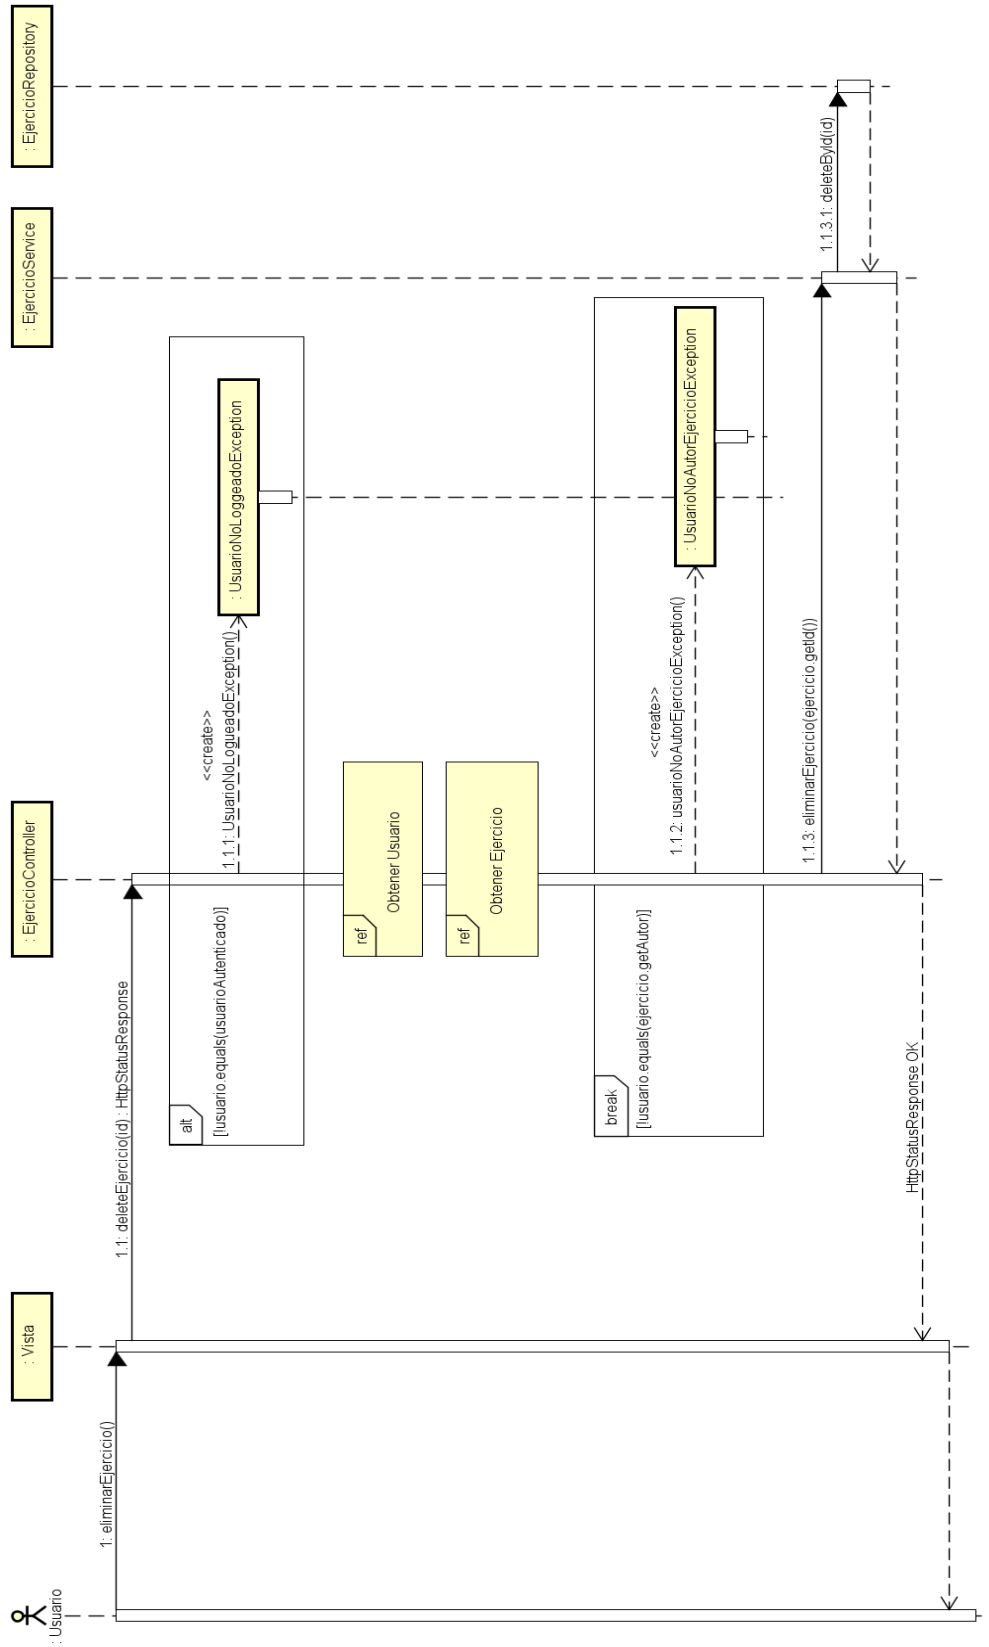 : Usuario
: Vista
: EjercicioController
: EjercicioService
: EjercicioRepository
1: eliminarEjercicio()
1.1: deleteEjercicio(id) : HttpStatusResponse
alt
[!usuario.equals(usuarioAutenticado)]
<<create>>
1.1.1: UsuarioNoLogueadoException()
: UsuarioNoLoggeadoException
ref
Obtener Usuario
ref
Obtener Ejercicio
break
[!usuario.equals(ejercicio.getAutor)]
<<create>>
1.1.2: usuarioNoAutorEjercicioException()
: UsuarioNoAutorEjercicioException
1.1.3: eliminarEjercicio(ejercicio.getId())
1.1.3.1: deleteById(id)
HttpStatusResponse OK